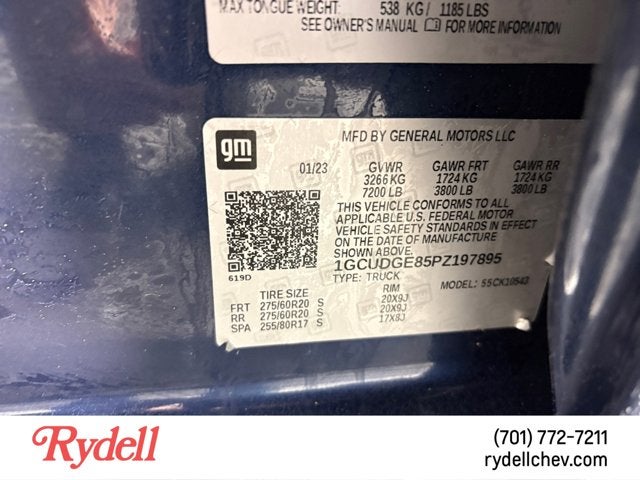 MAX TONGUE WEIGHT: 538 KG / 1185 LBS
SEE OWNER'S MANUAL FOR MORE INFORMATION
gm
MFD BY GENERAL MOTORS LLC
01/23 GVWR GAWR FRT GAWR RR
3266 KG 1724 KG 1724 KG
7200 LB 3800 LB 3800 LB
THIS VEHICLE CONFORMS TO ALL
APPLICABLE U.S. FEDERAL MOTOR
VEHICLE SAFETY STANDARDS IN EFFECT ON
THE DATE OF MANUFACTURE
SHOWN ABOVE.
1GCUDGE85PZ197895
619D
TYPE: TRUCK MODEL: 55CK10543
TIRE SIZE RIM
FRT 275/60R20 S 20X9J
RR 275/60R20 S 20X9J
SPA 255/80R17 S 17X8J
Rydell
(701) 772-7211
rydellchev.com